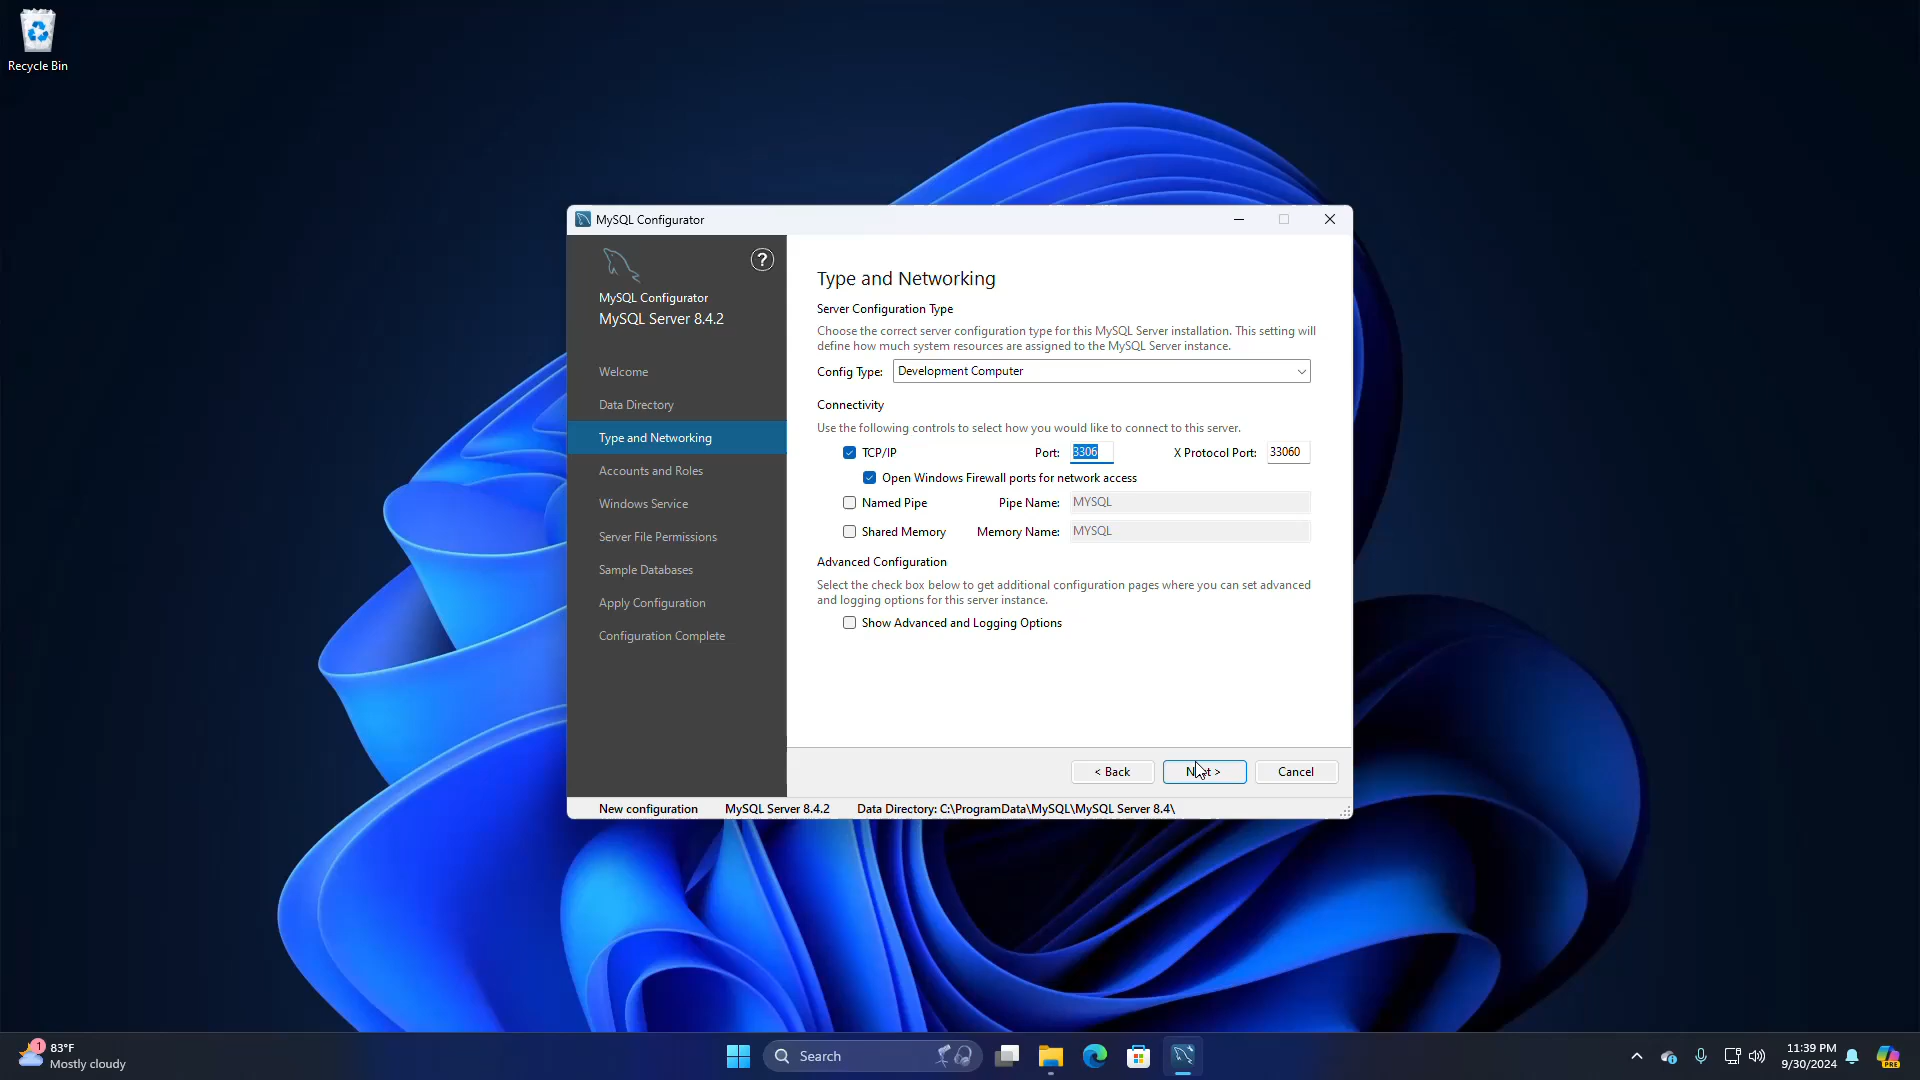 Recycle Bin
MySQL Configurator
?
MySQL Configurator
MySQL Server 8.4.2
Welcome
Data Directory
Type and Networking
Accounts and Roles
Windows Service
Server File Permissions
Sample Databases
Apply Configuration
Configuration Complete
Type and Networking
Server Configuration Type
Choose the correct server configuration type for this MySQL Server installation. This setting will
define how much system resources are assigned to the MySQL Server instance.
Config Type: Development Computer
Connectivity
Use the following controls to select how you would like to connect to this server.
TCP/IP Port: 3306 X Protocol Port: 33060
Open Windows Firewall ports for network access
Named Pipe Pipe Name: MYSQL
Shared Memory Memory Name: MYSQL
Advanced Configuration
Select the check box below to get additional configuration pages where you can set advanced
and logging options for this server instance.
Show Advanced and Logging Options
< Back Next > Cancel
New configuration MySQL Server 8.4.2 Data Directory: C:\ProgramData\MySQL\MySQL Server 8.4\
1
83°F
Mostly cloudy
Search
11:39 PM
9/30/2024
PRE